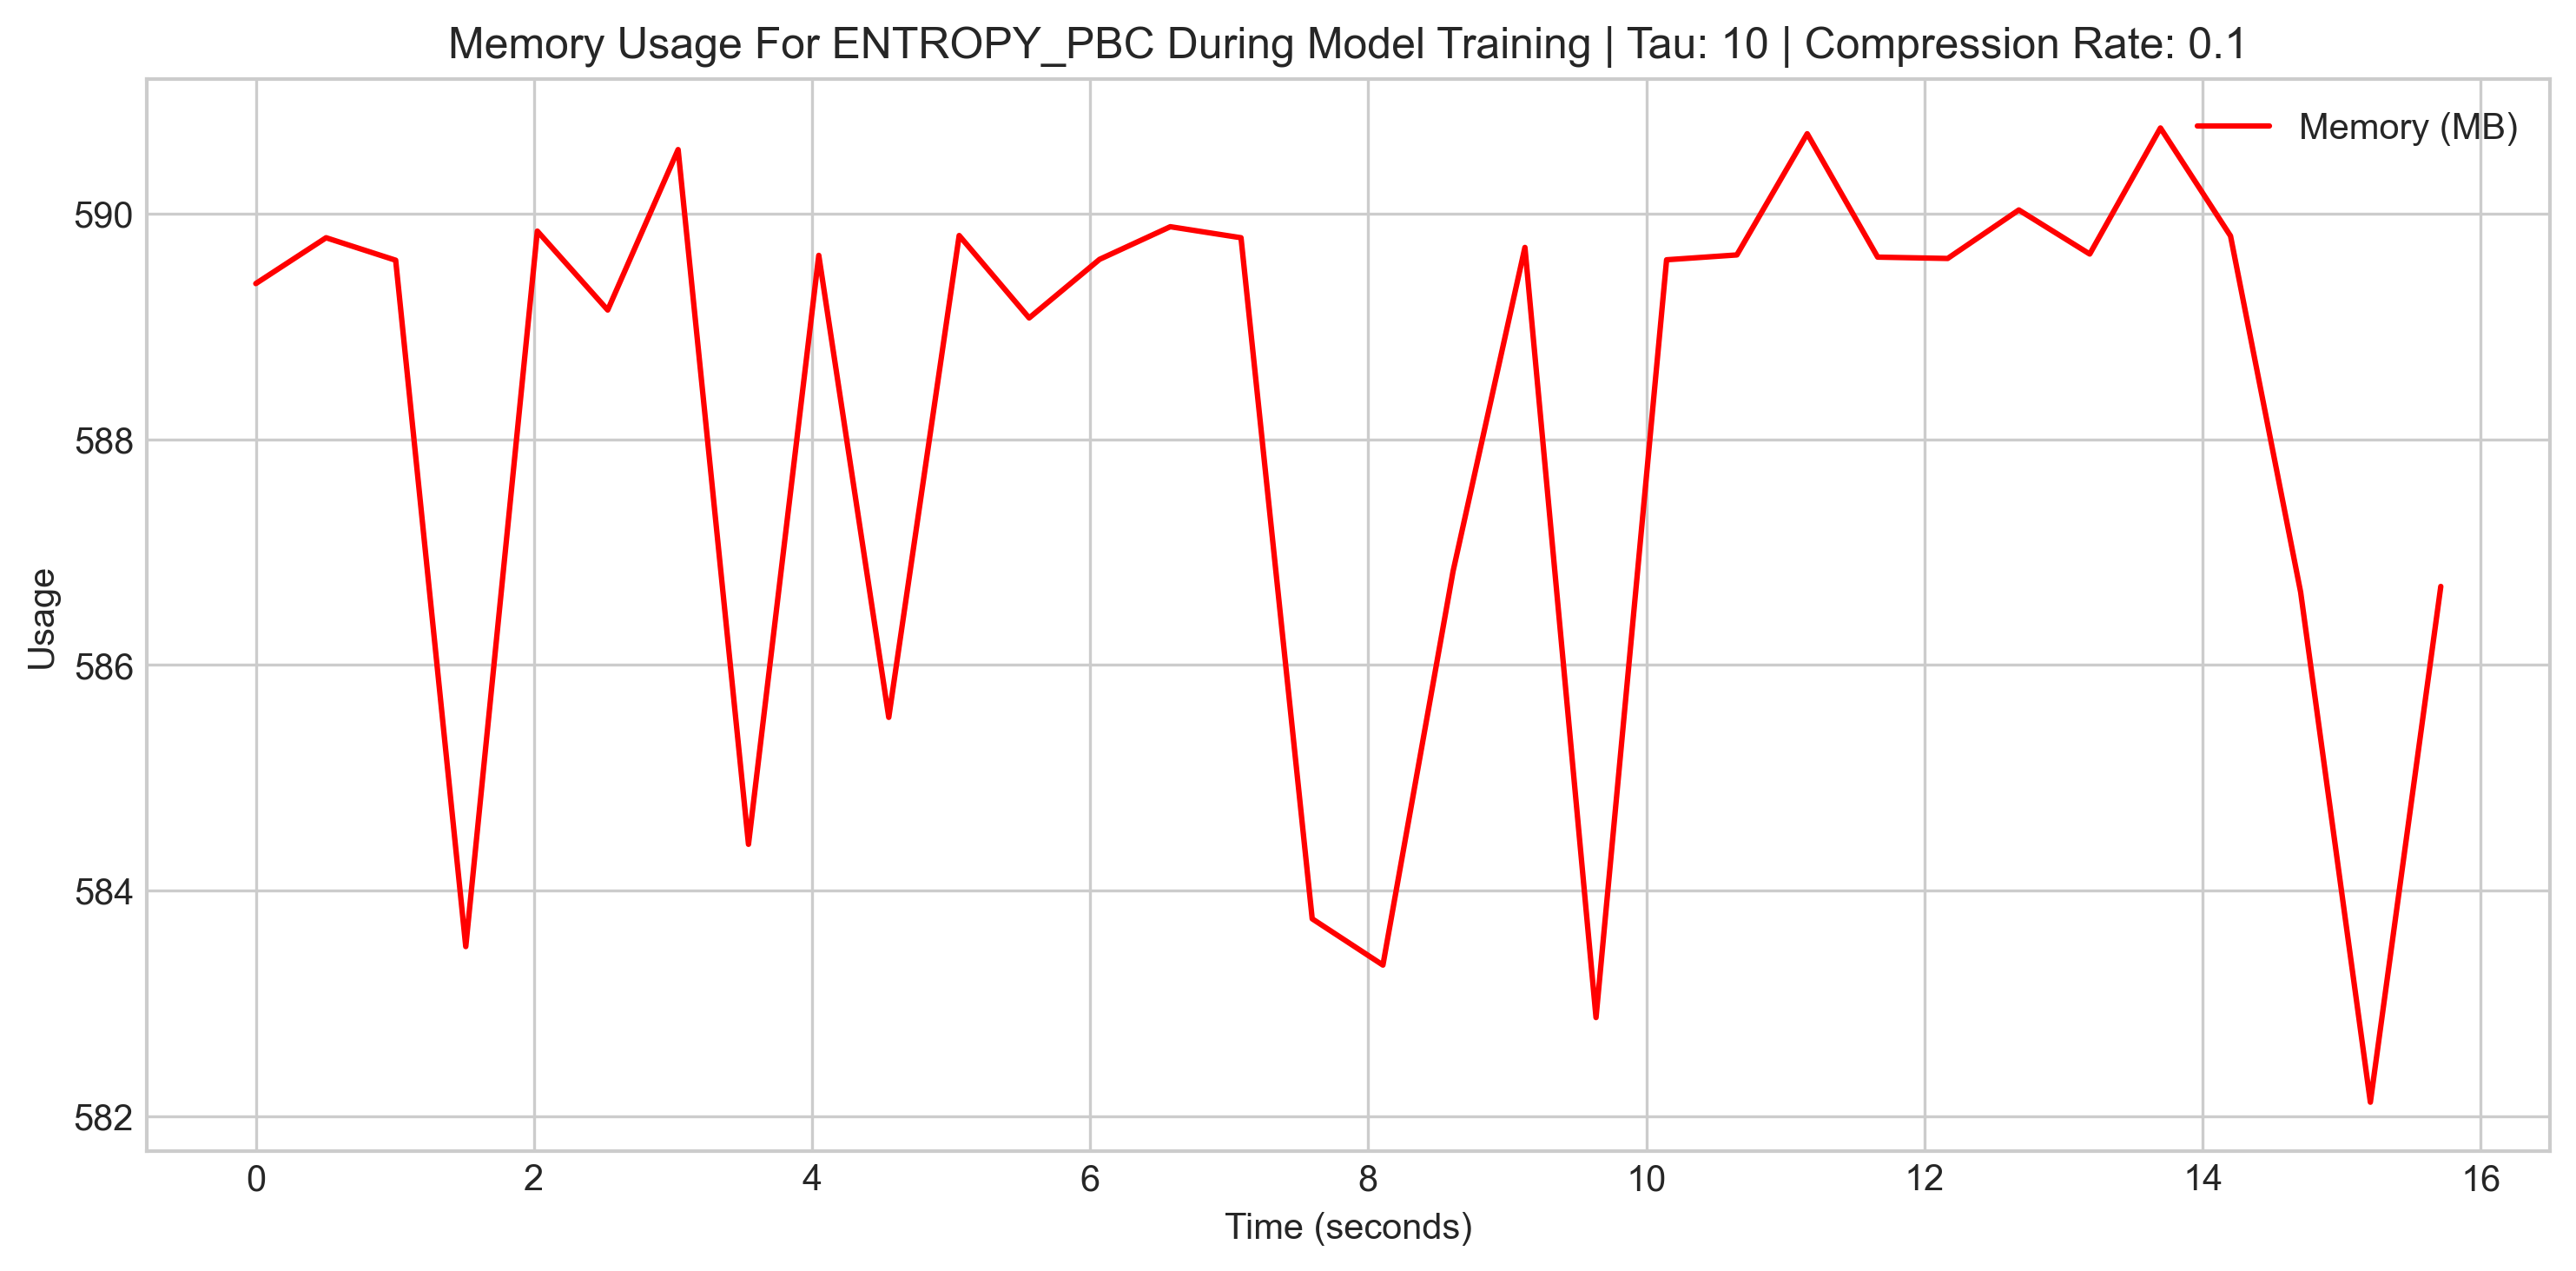 Memory Usage For ENTROPY_PBC During Model Training | Tau: 10 | Compression Rate: 0.1
Memory (MB)
590
588
586
584
582
Usage
0 2 4 6 8 10 12 14 16
Time (seconds)